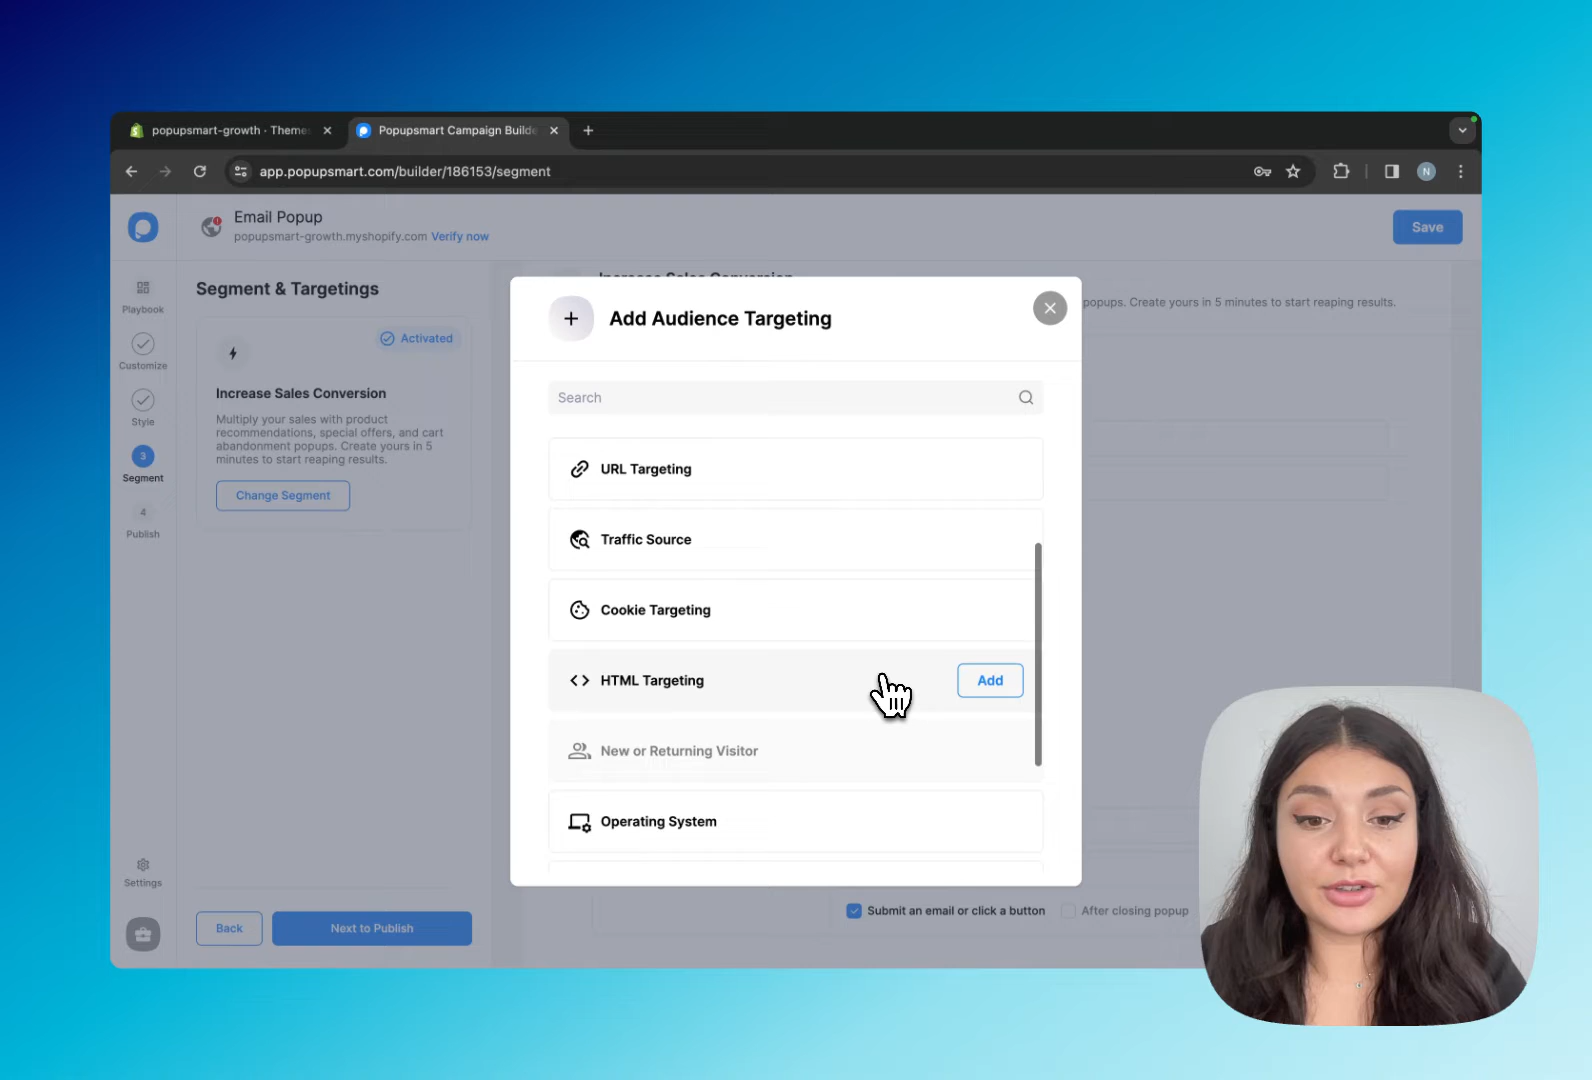 popupsmart-growth · Theme
Popupsmart Campaign Builde
app.popupsmart.com/builder/186153/segment
N
Email Popup
popupsmart-growth.myshopify.com Verify now
Save
Playbook
Customize
Style
3
Segment
4
Publish
Settings
Segment & Targetings
Activated
Increase Sales Conversion
Multiply your sales with product
recommendations, special offers, and cart
abandonment popups. Create yours in 5
minutes to start reaping results.
Change Segment
Back
Next to Publish
Increase Sales Conversion
popups. Create yours in 5 minutes to start reaping results.
Add Audience Targeting
Search
URL Targeting
Traffic Source
Cookie Targeting
HTML Targeting
Add
New or Returning Visitor
Operating System
Submit an email or click a button
After closing popup